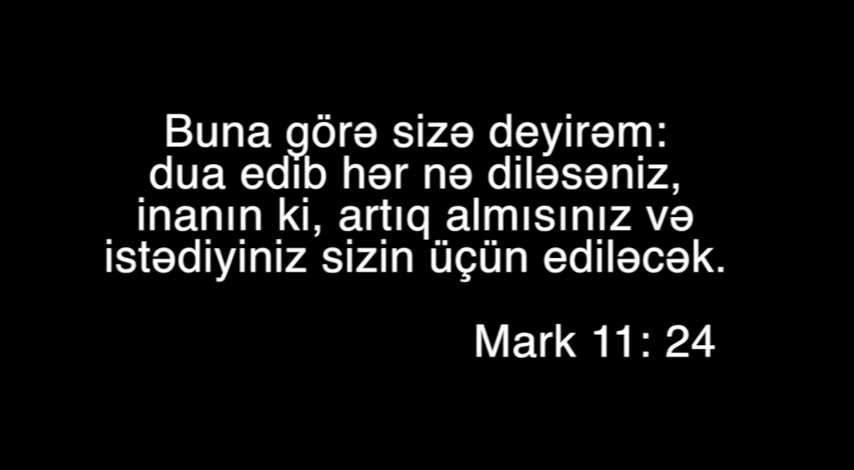 Buna görə sizə deyirəm:
dua edib hər nə diləsəniz,
inanın ki, artıq almısınız və
istədiyiniz sizin üçün ediləcək.
Mark 11: 24